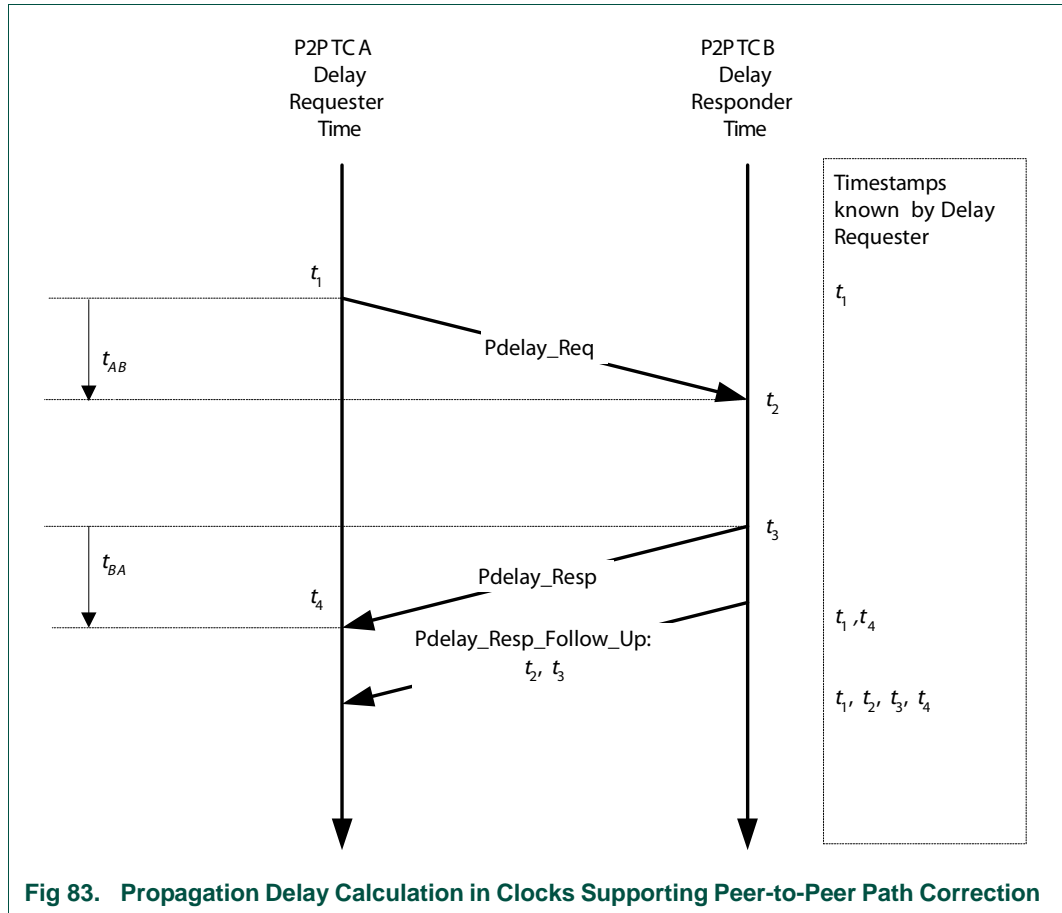 P2P TC A
Delay
Requester
Time
P2P TC B
Delay
Responder
Time
Timestamps
known by Delay
Requester
t1
t1
Pdelay_Req
tAB
t2
t3
tBA
Pdelay_Resp
t4
t1 ,t4
Pdelay_Resp_Follow_Up:
t2, t3
t1, t2, t3, t4
Fig 83. Propagation Delay Calculation in Clocks Supporting Peer-to-Peer Path Correction